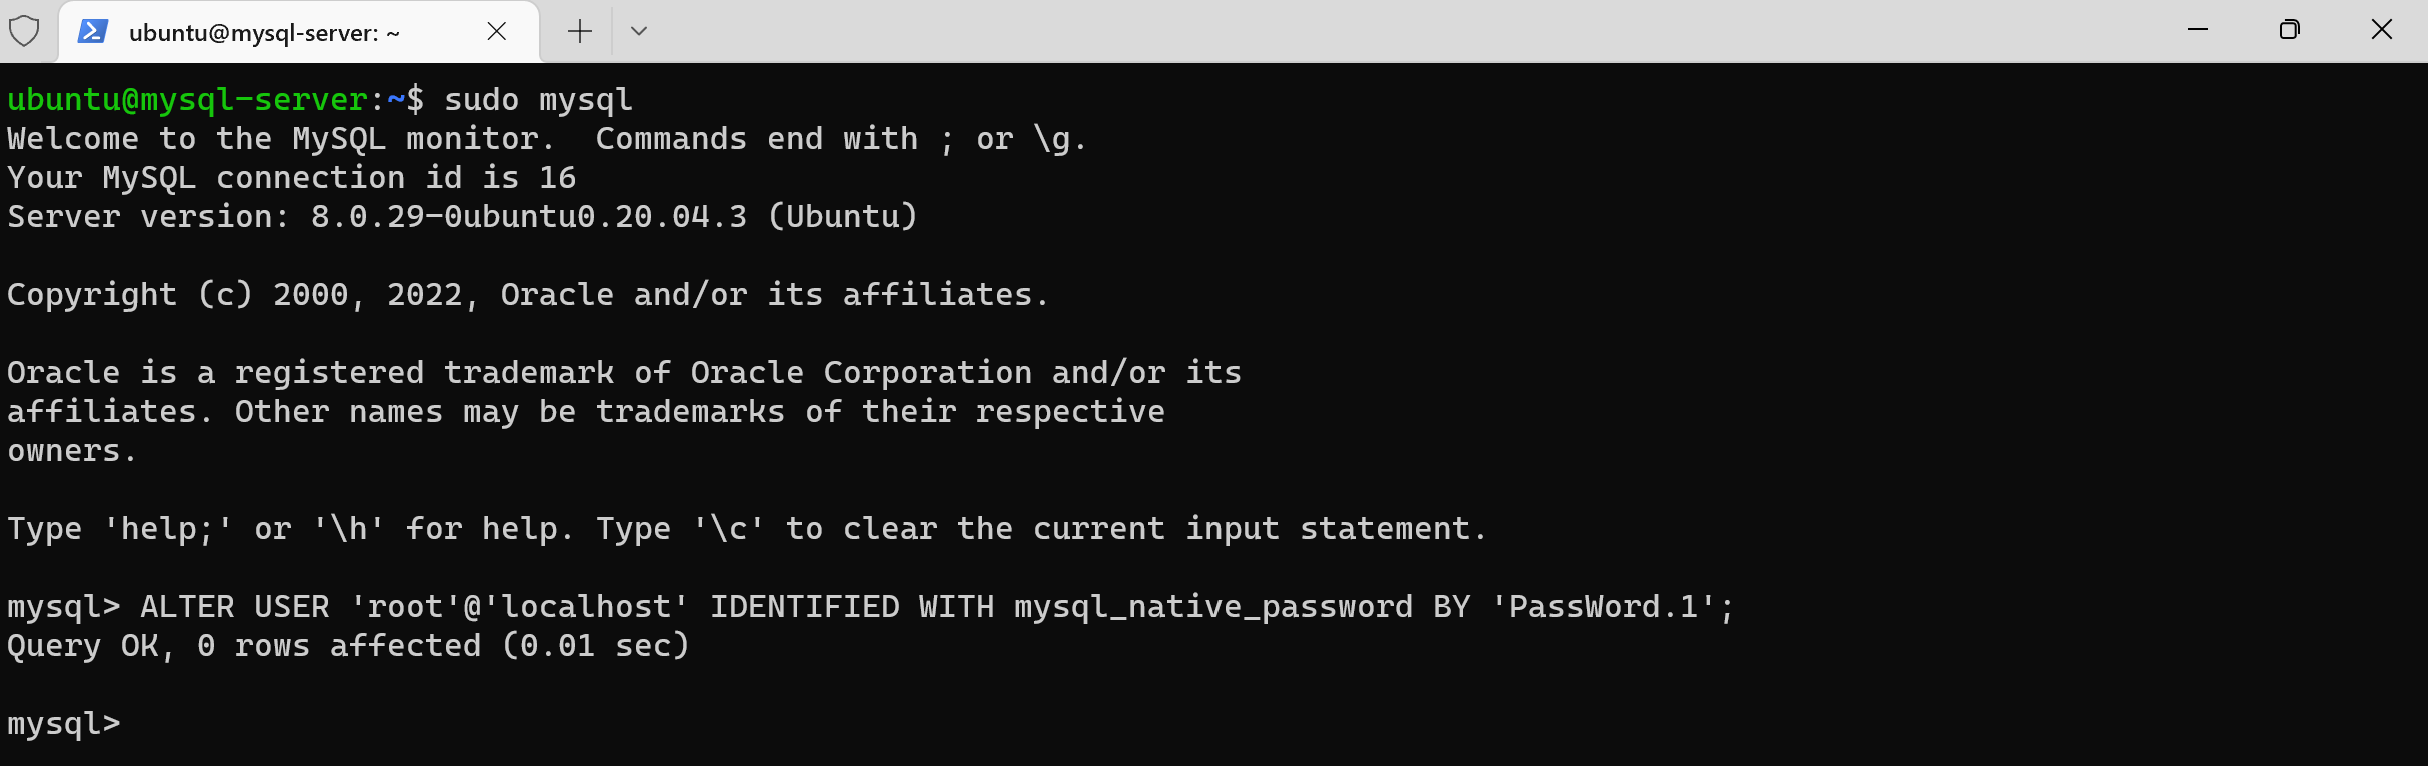 ubuntu@mysql-server: ~
ubuntu@mysql-server:~$ sudo mysql
Welcome to the MySQL monitor.  Commands end with ; or \g.
Your MySQL connection id is 16
Server version: 8.0.29-0ubuntu0.20.04.3 (Ubuntu)
Copyright (c) 2000, 2022, Oracle and/or its affiliates.
Oracle is a registered trademark of Oracle Corporation and/or its
affiliates. Other names may be trademarks of their respective
owners.
Type 'help;' or '\h' for help. Type '\c' to clear the current input statement.
mysql> ALTER USER 'root'@'localhost' IDENTIFIED WITH mysql_native_password BY 'PassWord.1';
Query OK, 0 rows affected (0.01 sec)
mysql>